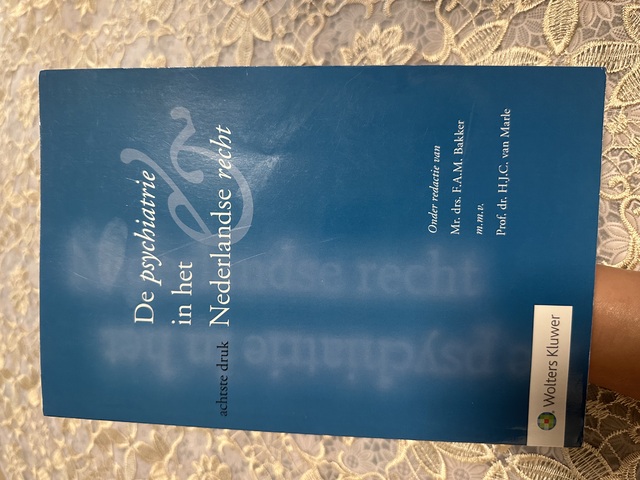 De psychiatrie
in het
Nederlandse recht
achtste druk
Onder redactie van
Mr. drs. F.A.M. Bakker
m.m.v.
Prof. dr. H.J.C. van Marle
Wolters Kluwer